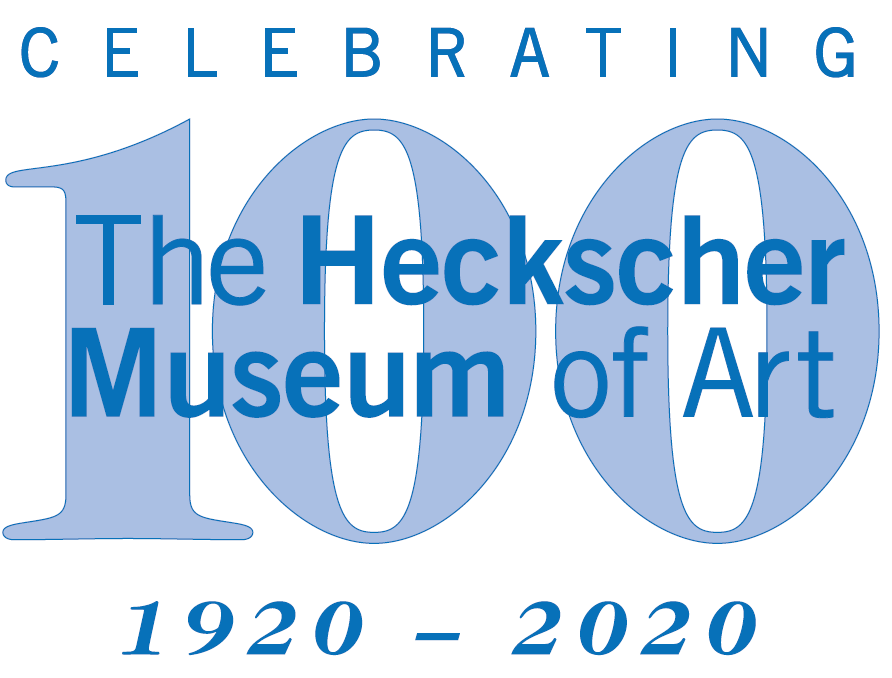 CELEBRATING
100
The Heckscher
Museum of Art
1920 – 2020